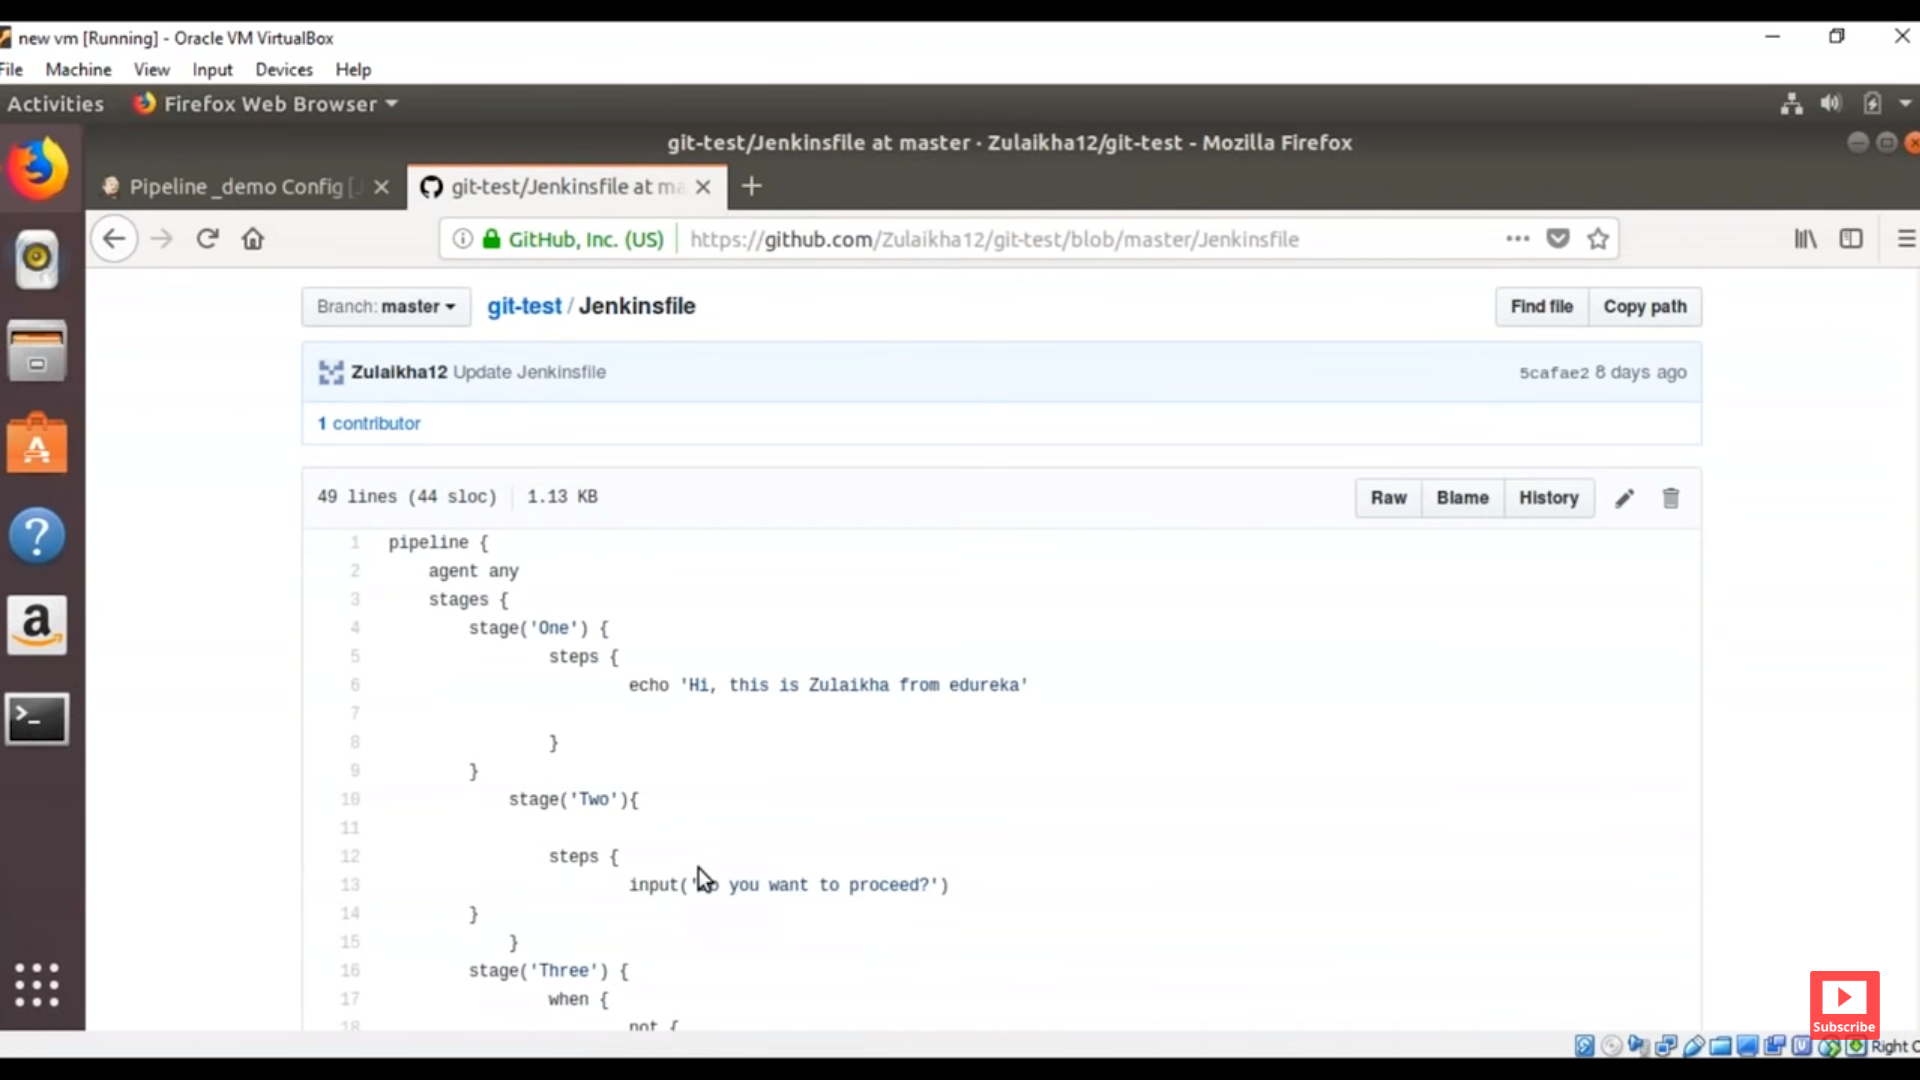 new vm [Running] - Oracle VM VirtualBox
File Machine View Input Devices Help
Activities Firefox Web Browser
git-test/Jenkinsfile at master · Zulaikha12/git-test - Mozilla Firefox
Pipeline _demo Config [
git-test/Jenkinsfile at ma
GitHub, Inc. (US) https://github.com/Zulaikha12/git-test/blob/master/Jenkinsfile
Branch: master git-test / Jenkinsfile Find file Copy path
Zulaikha12 Update Jenkinsfile 5cafae2 8 days ago
1 contributor
49 lines (44 sloc) 1.13 KB Raw Blame History
1 pipeline {
2 agent any
3 stages {
4 stage('One') {
5 steps {
6 echo 'Hi, this is Zulaikha from edureka'
7
8 }
9 }
10 stage('Two'){
11
12 steps {
13 input(' you want to proceed?')
14 }
15 }
16 stage('Three') {
17 when {
18 not {
Subscribe
Right C